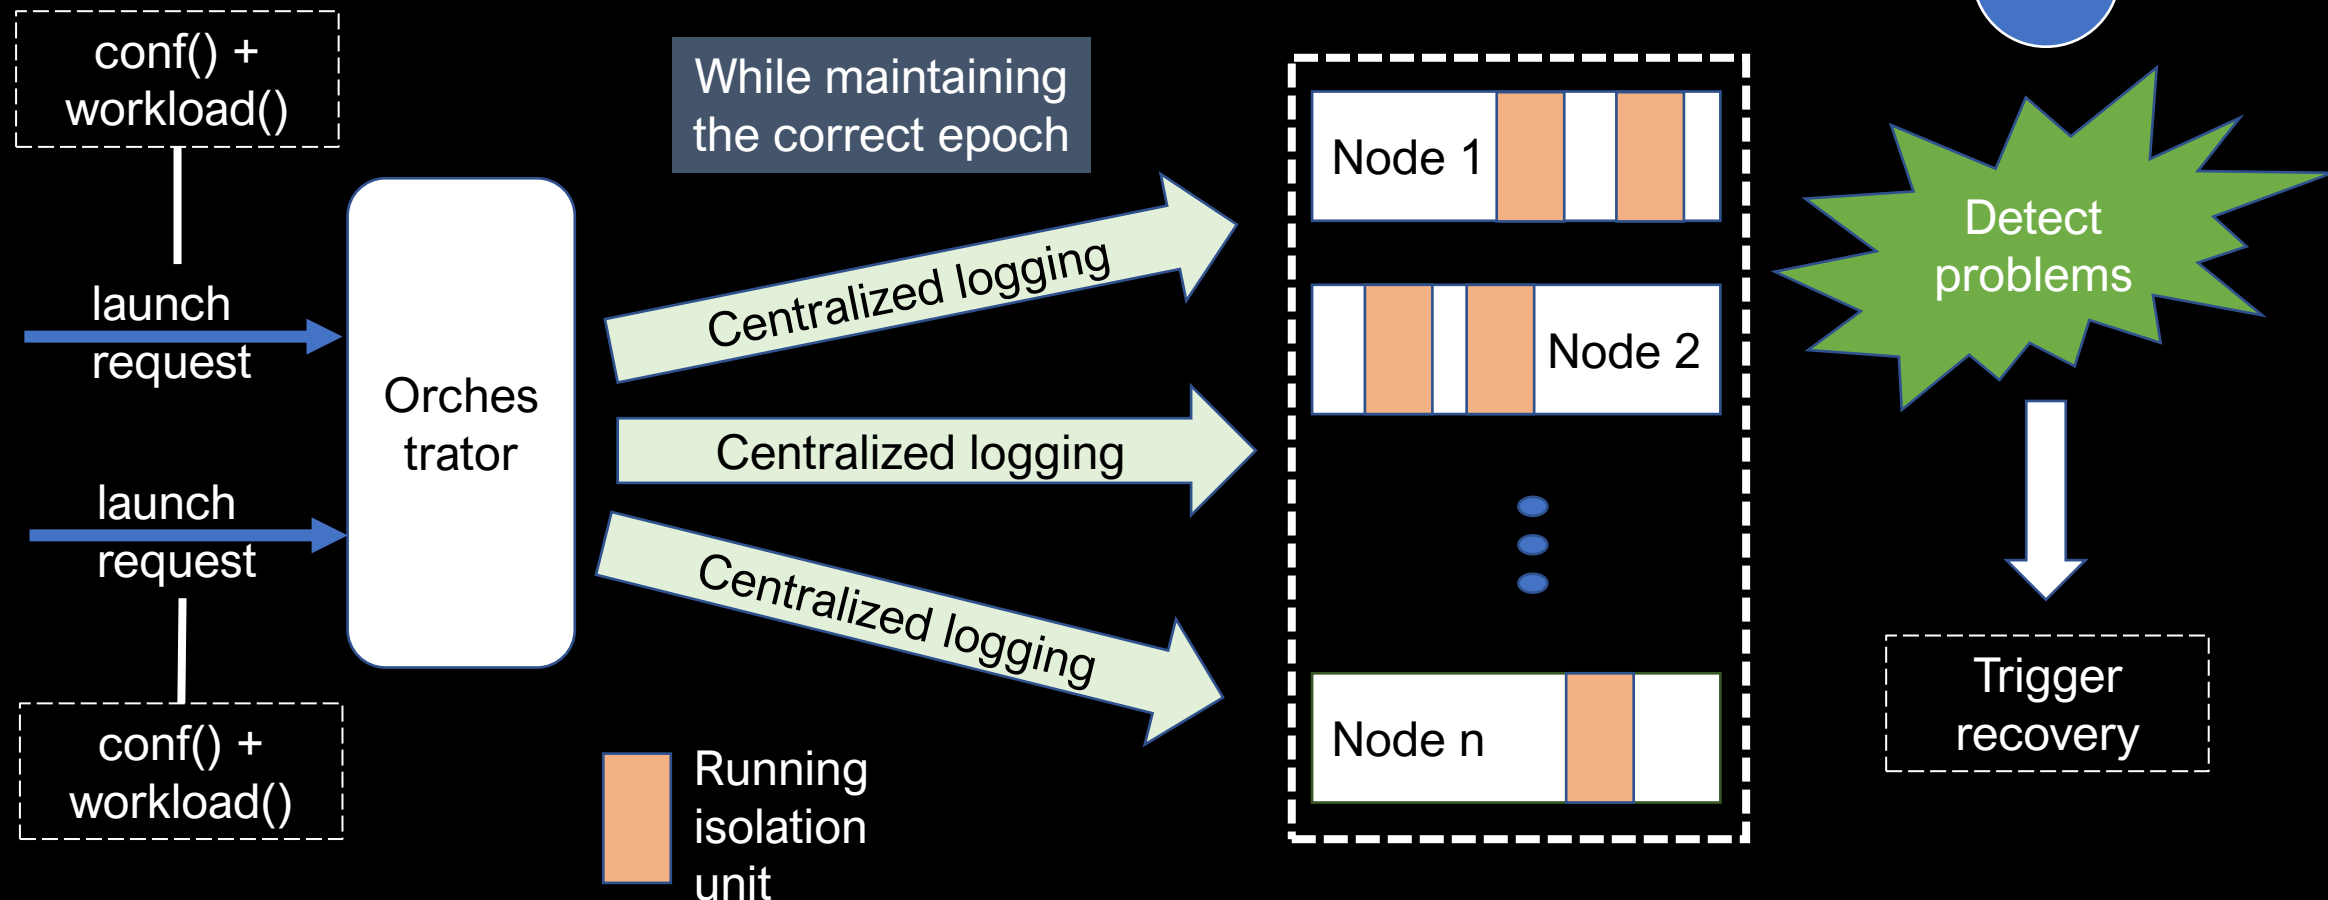 conf() +
workload()
launch
request
launch
request
conf() +
workload()
Orches
trator
While maintaining
the correct epoch
Centralized logging
Centralized logging
Centralized logging
Running
isolation
unit
Node 1
Node 2
Node n
Detect
problems
Trigger
recovery